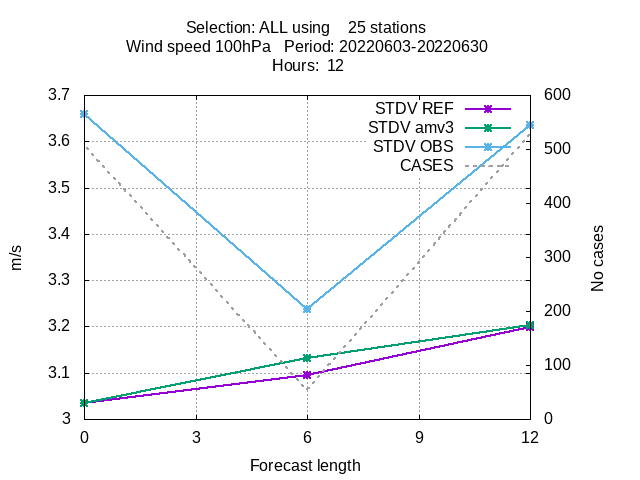 Selection: ALL using    25 stations
Wind speed 100hPa   Period: 20220603-20220630
Hours:  12
3.7
3.6
3.5
3.4
3.3
3.2
3.1
3
600
500
400
300
200
100
0
STDV REF
STDV amv3
STDV OBS
CASES
m/s
No cases
0 3 6 9 12
Forecast length